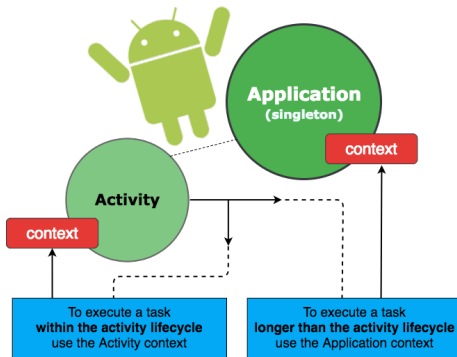 Application
(singleton)
context
Activity
context
To execute a task
within the activity lifecycle
use the Activity context
To execute a task
longer than the activity lifecycle
use the Application context